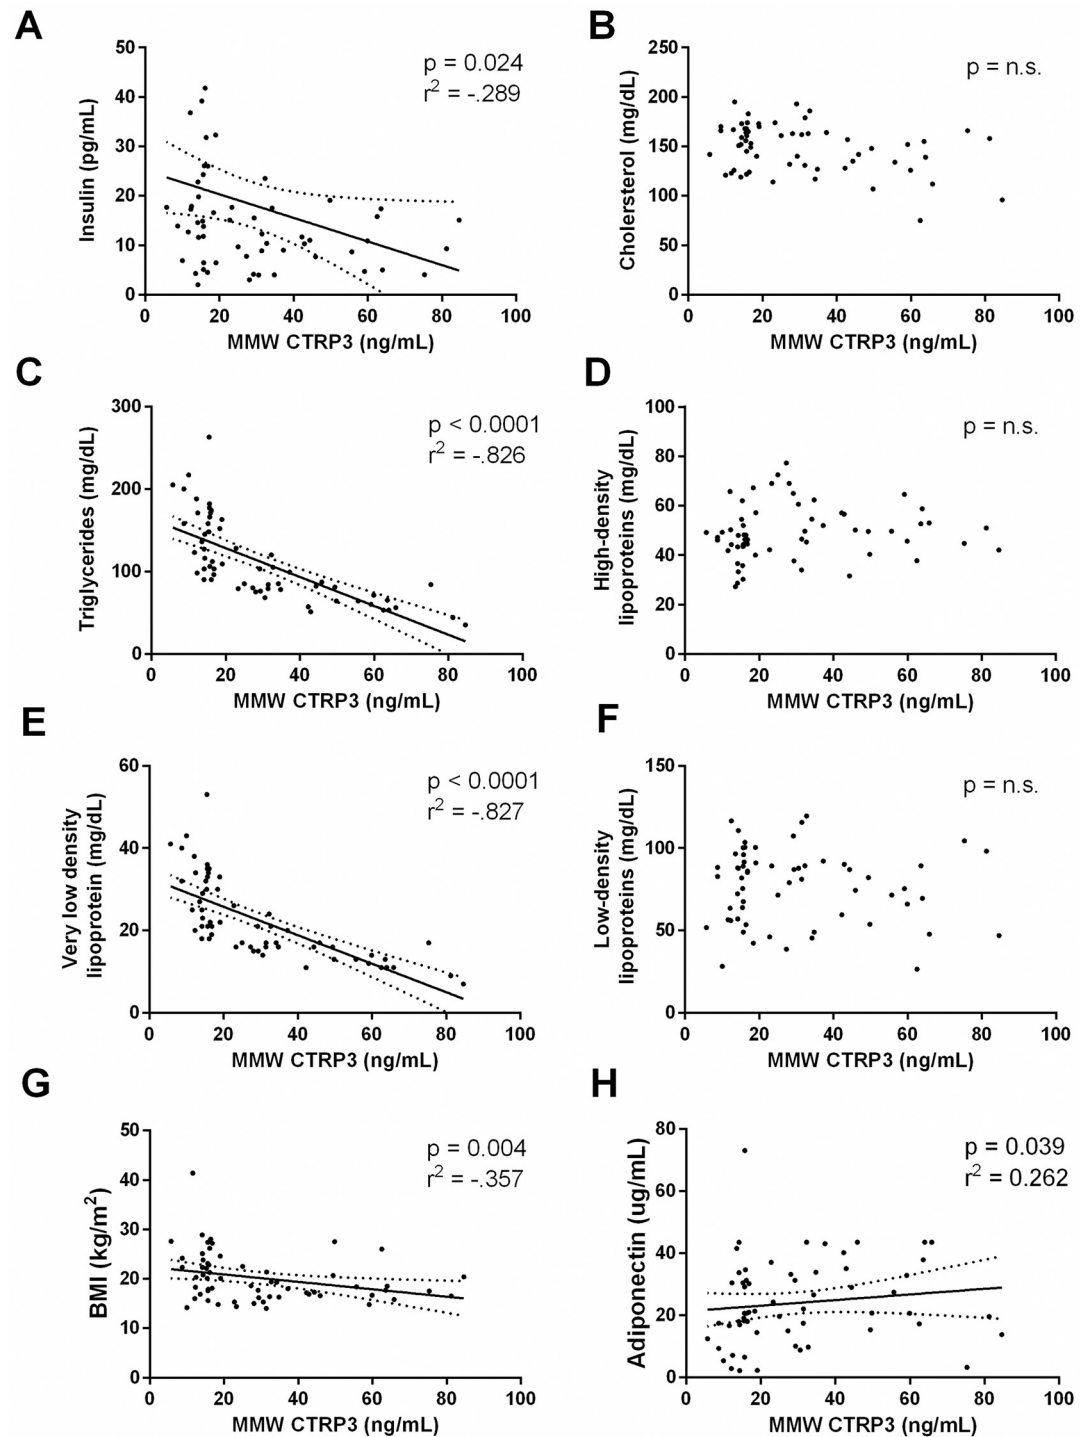 A
Insulin (pg/mL)
50
40
30
20
10
0
0 20 40 60 80 100
MMW CTRP3 (ng/mL)
p = 0.024
r² = -.289
B
Cholersterol (mg/dL)
250
200
150
100
50
0
0 20 40 60 80 100
MMW CTRP3 (ng/mL)
p = n.s.
C
Triglycerides (mg/dL)
300
200
100
0
0 20 40 60 80 100
MMW CTRP3 (ng/mL)
p < 0.0001
r² = -.826
D
High-density
lipoproteins (mg/dL)
100
80
60
40
20
0
0 20 40 60 80 100
MMW CTRP3 (ng/mL)
p = n.s.
E
Very low density
lipoprotein (mg/dL)
60
40
20
0
0 20 40 60 80 100
MMW CTRP3 (ng/mL)
p < 0.0001
r² = -.827
F
Low-density
lipoproteins (mg/dL)
150
100
50
0
0 20 40 60 80 100
MMW CTRP3 (ng/mL)
p = n.s.
G
BMI (kg/m²)
50
40
30
20
10
0
0 20 40 60 80 100
MMW CTRP3 (ng/mL)
p = 0.004
r² = -.357
H
Adiponectin (ug/mL)
80
60
40
20
0
0 20 40 60 80 100
MMW CTRP3 (ng/mL)
p = 0.039
r² = 0.262